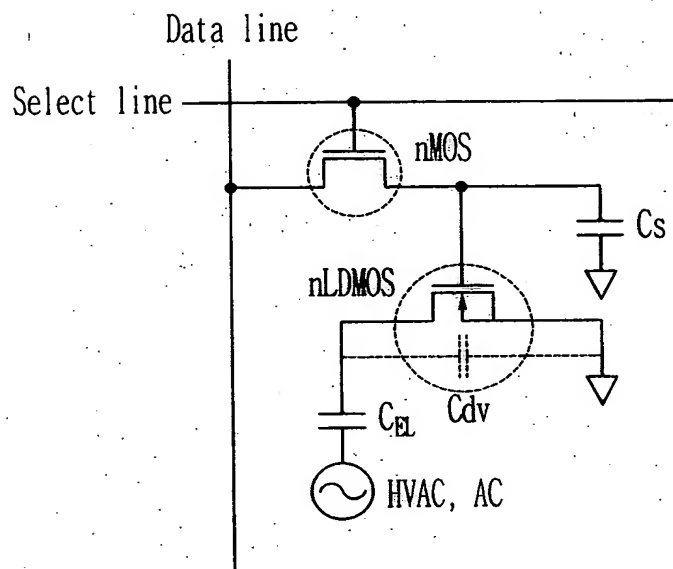 Data line
Select line
nMOS
Cs
nLDMOS
Cdv
CEL
HVAC, AC